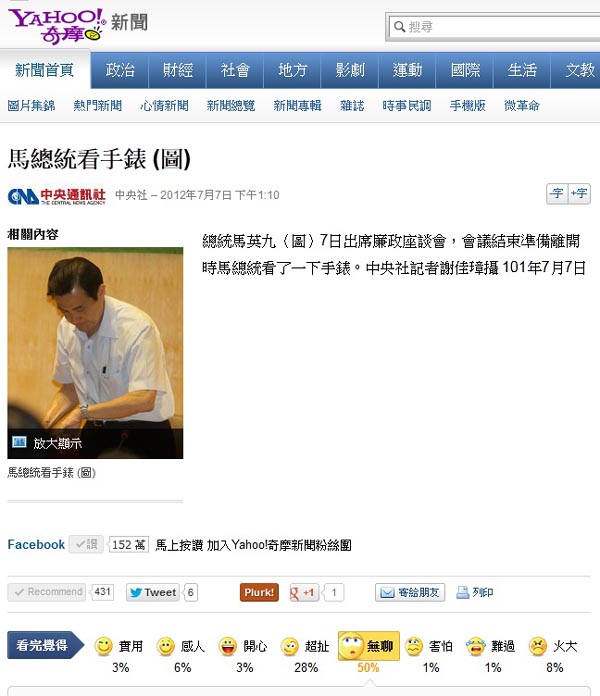 YAHOO! 奇摩 新聞
搜尋
新聞首頁 政治 財經 社會 地方 影劇 運動 國際 生活 文教
圖片集錦 熱門新聞 心情新聞 新聞總覽 新聞專輯 雜誌 時事民調 手機版 微革命
馬總統看手錶 (圖)
CNA 中央通訊社 THE CENTRAL NEWS AGENCY 中央社 – 2012年7月7日 下午1:10
-字 +字
相關內容
總統馬英九（圖）7日出席廉政座談會，會議結束準備離開
時馬總統看了一下手錶。中央社記者謝佳璋攝 101年7月7日
放大顯示
馬總統看手錶 (圖)
Facebook 讚 152 萬 馬上按讚 加入Yahoo!奇摩新聞粉絲團
Recommend 431 Tweet 6 Plurk! g +1 1 寄給朋友 列印
看完覺得 實用 感人 開心 超扯 無聊 害怕 難過 火大
3% 6% 3% 28% 50% 1% 1% 8%